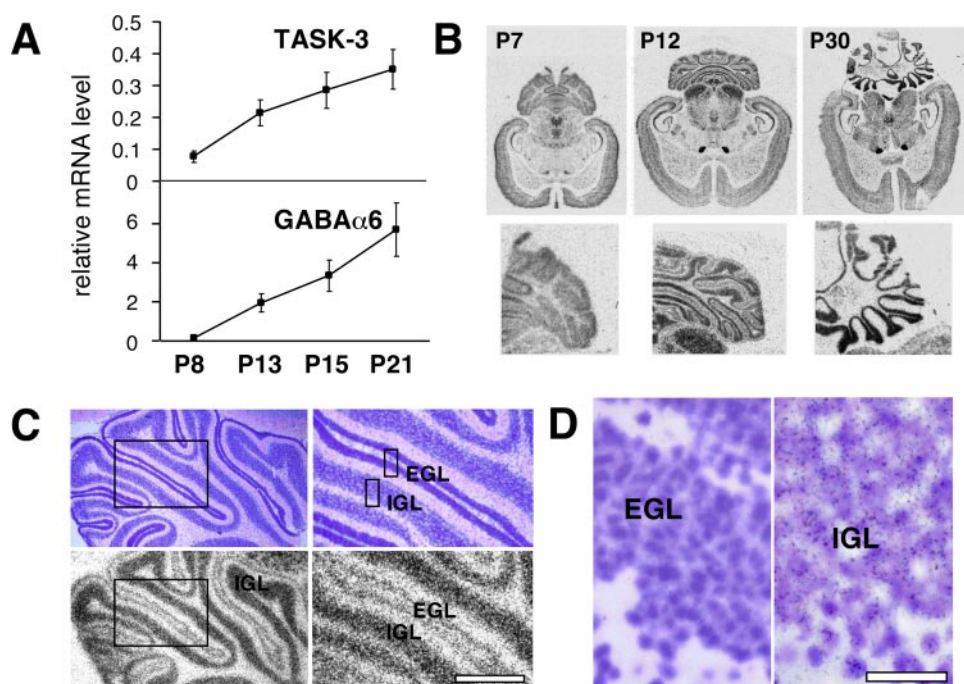 A
TASK-3
0.5
0.4
0.3
0.2
0.1
0
GABAα6
6
4
2
0
relative mRNA level
P8 P13 P15 P21
B
P7 P12 P30
C
EGL
IGL
IGL
EGL
IGL
D
EGL
IGL